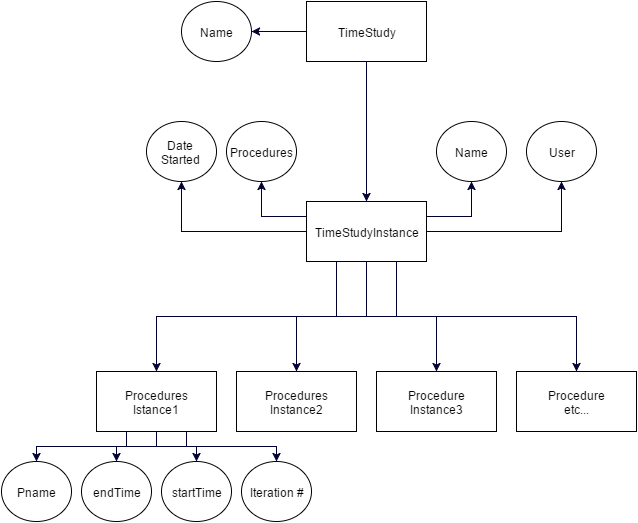 Name
TimeStudy
Date
Started
Procedures
Name
User
TimeStudyInstance
Procedures
Istance1
Procedures
Instance2
Procedure
Instance3
Procedure
etc...
Pname
endTime
startTime
Iteration #